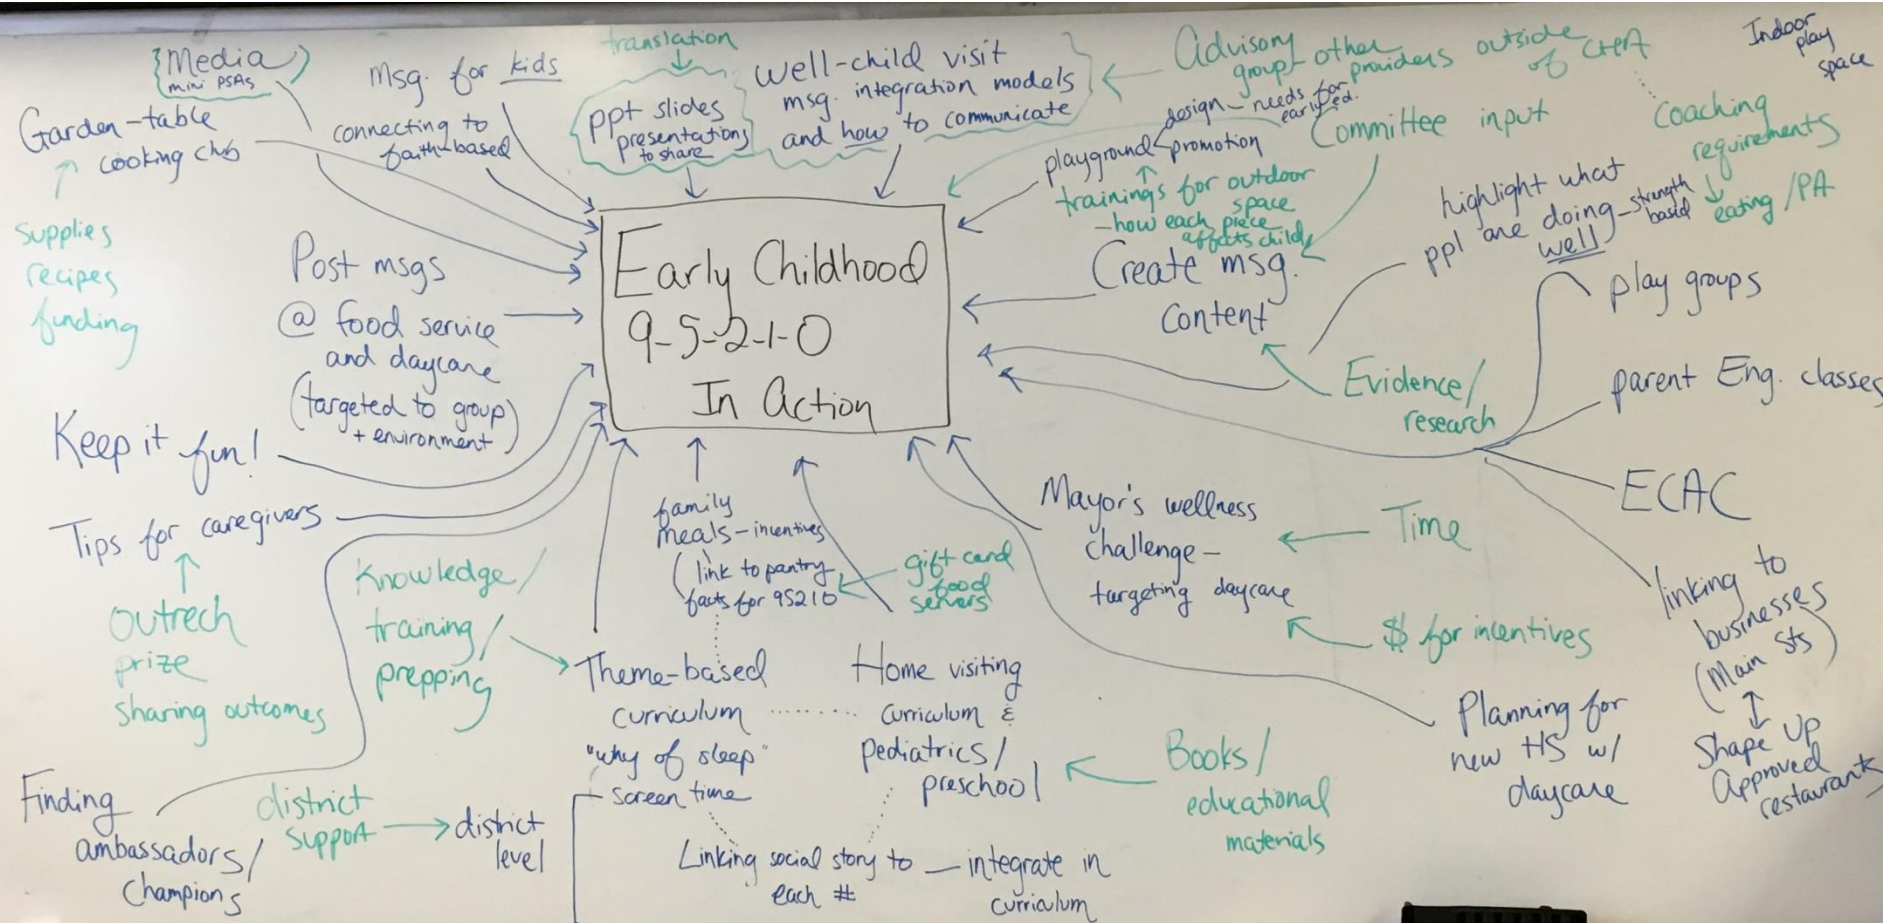 Media
mini PSAs
Garden-table
cooking club
supplies
recipes
funding
Msg. for kids
connecting to
faith-based
translation
ppt slides
presentations
to share
well-child visit
msg. integration models
and how to communicate
Advisory
group
other
providers outside
of CHEA
Indoor
play
space
design - needs for
early ed.
playground
promotion
trainings for outdoor
space
- how each piece
affects child
Committee input
Coaching
requirements
eating/PA
highlight what
ppl are doing
well
- strength
based
Post msgs
@ food service
and daycare
(targeted to group)
+ environment
Early Childhood
9-5-2-1-0
In Action
Create msg.
content
Evidence/
research
play groups
parent Eng. classes
ECAC
linking to
businesses
(Main Sts)
Shape Up
Approved
restaurants
Keep it fun!
Tips for caregivers
Outrech
prize
sharing outcomes
Knowledge/
training/
prepping
family
meals - incentives
(link to pantry
facts for 95210
gift card
food
servers
Mayor's wellness
challenge -
targeting daycare
Time
$ for incentives
Theme-based
curriculum
"why of sleep"
- screen time
Home visiting
curriculum &
pediatrics/
preschool
Books/
educational
materials
Planning for
new HS w/
daycare
Finding
ambassadors/
Champions
district
support
district
level
Linking social story to
each #
- integrate in
curriculum